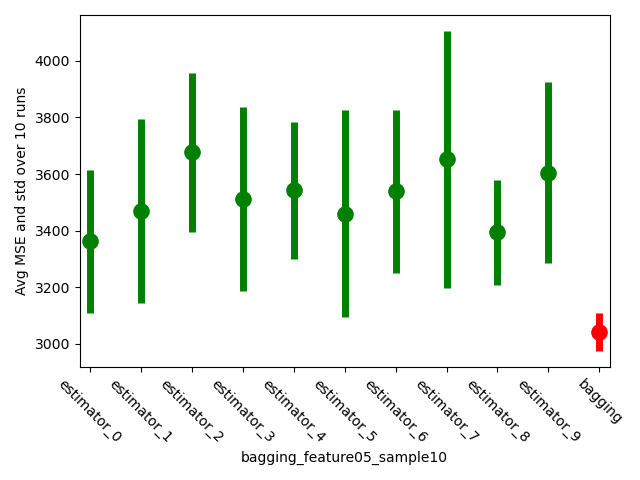 Avg MSE and std over 10 runs
4000
3800
3600
3400
3200
3000
estimator_0
estimator_1
estimator_2
estimator_3
estimator_4
estimator_5
estimator_6
estimator_7
estimator_8
estimator_9
bagging
bagging_feature05_sample10